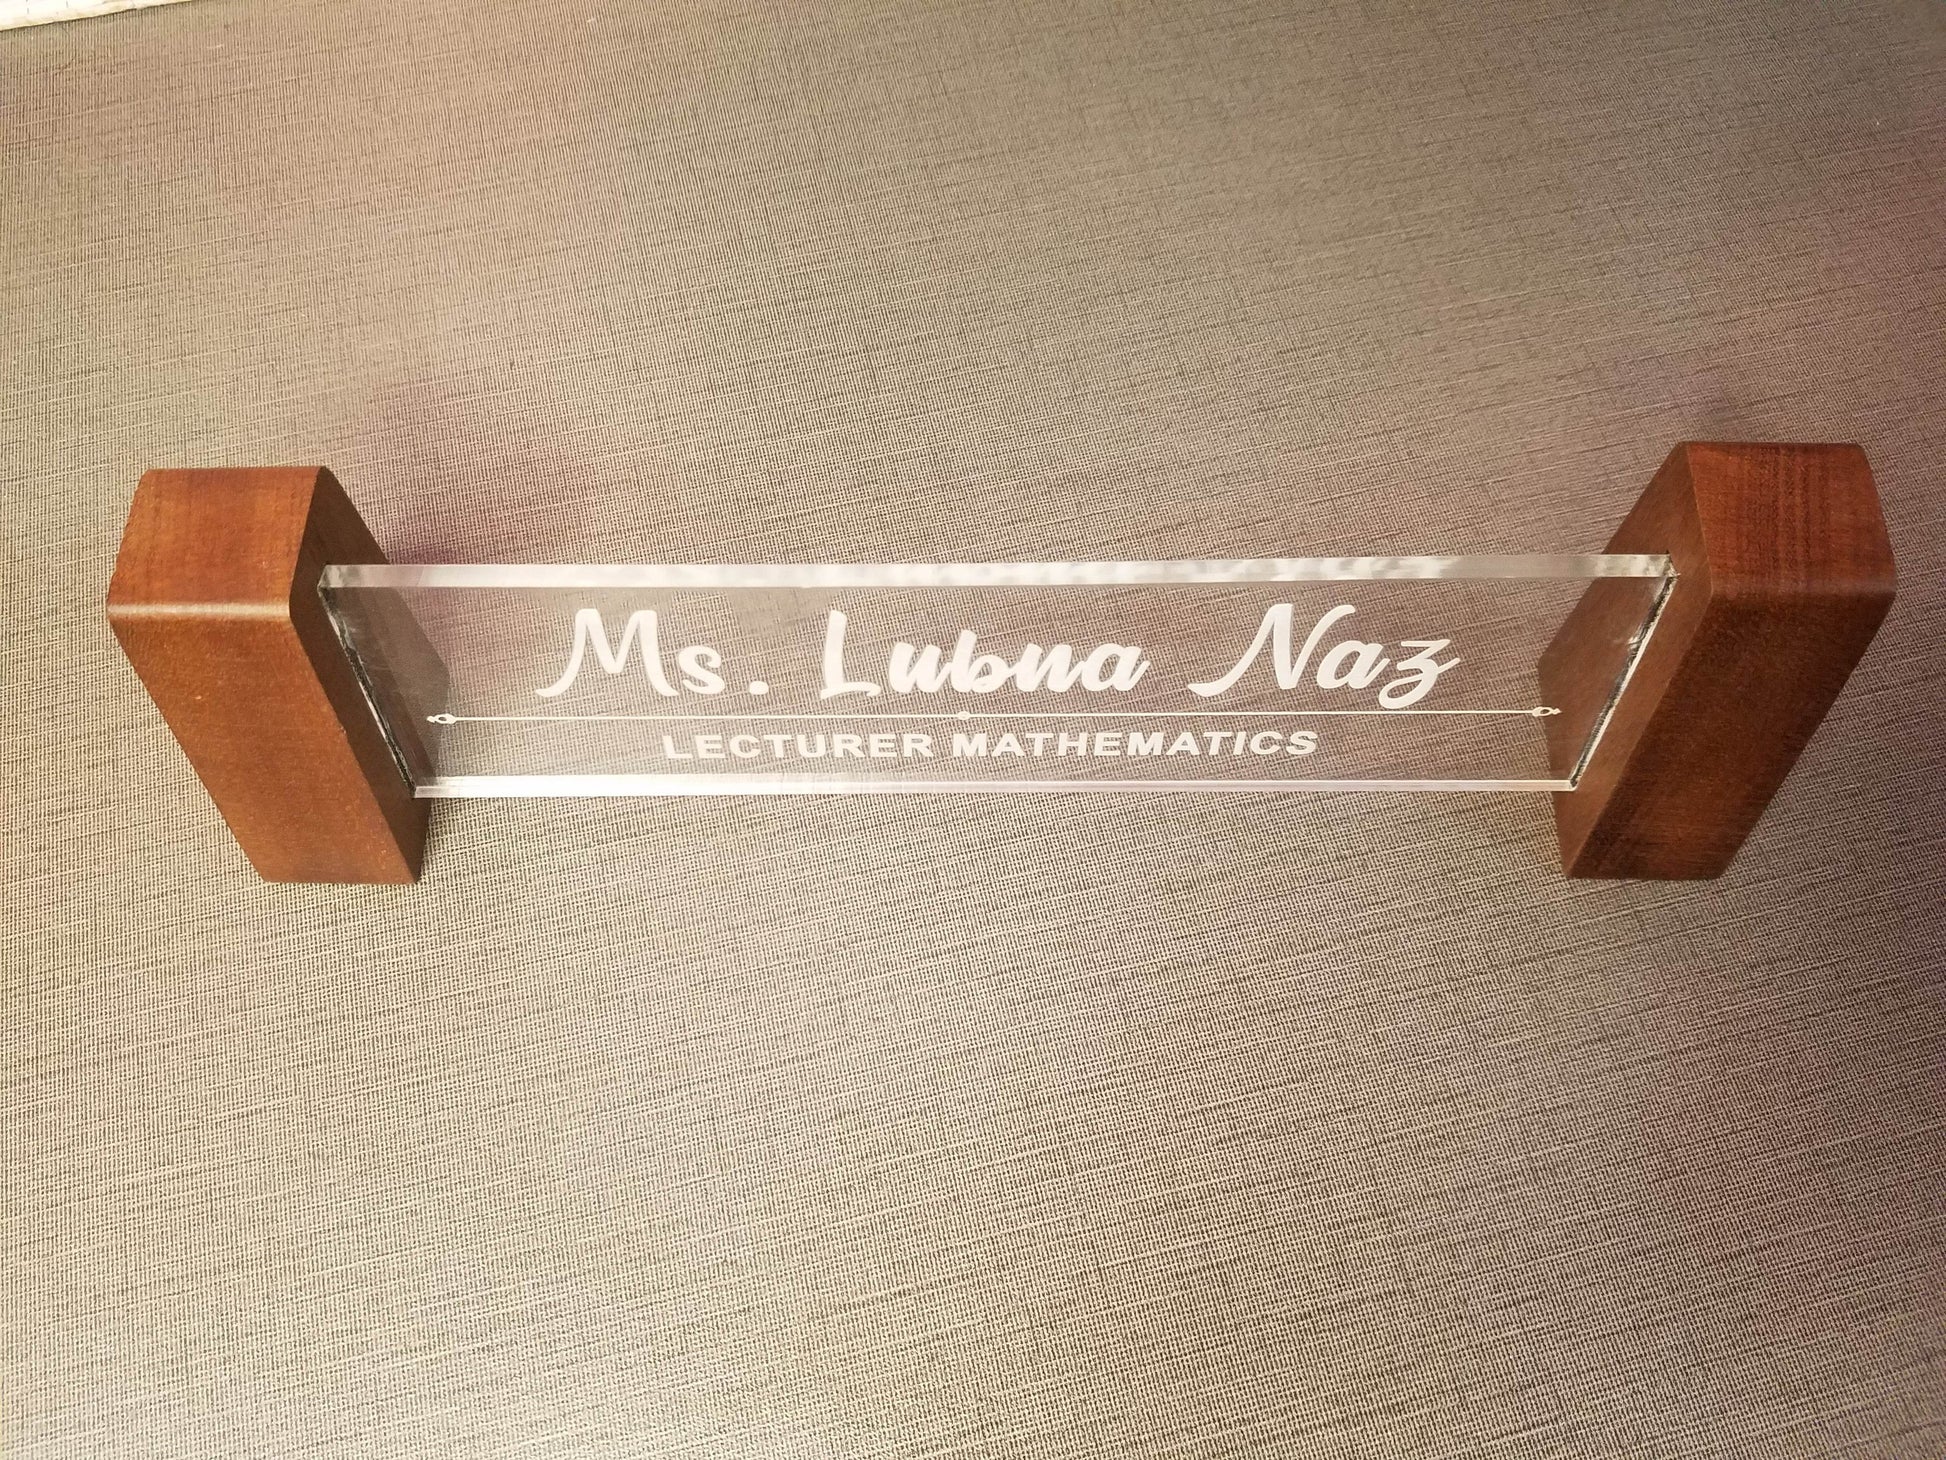 Ms. Lubna Naz
LECTURER MATHEMATICS